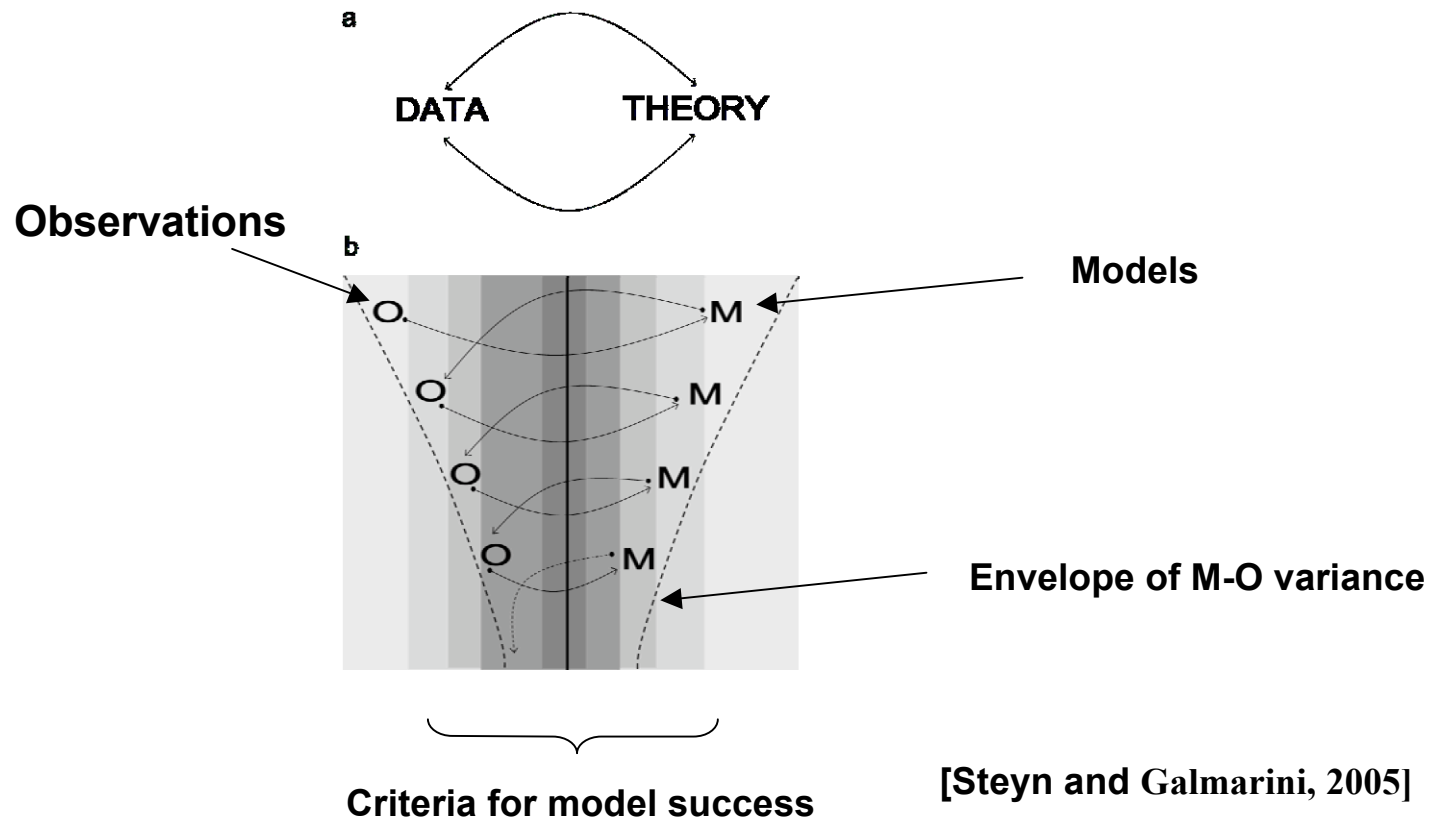 a
DATA THEORY
Observations
b
Models
O M
O M
O M
O M
Envelope of M-O variance
Criteria for model success
[Steyn and Galmarini, 2005]